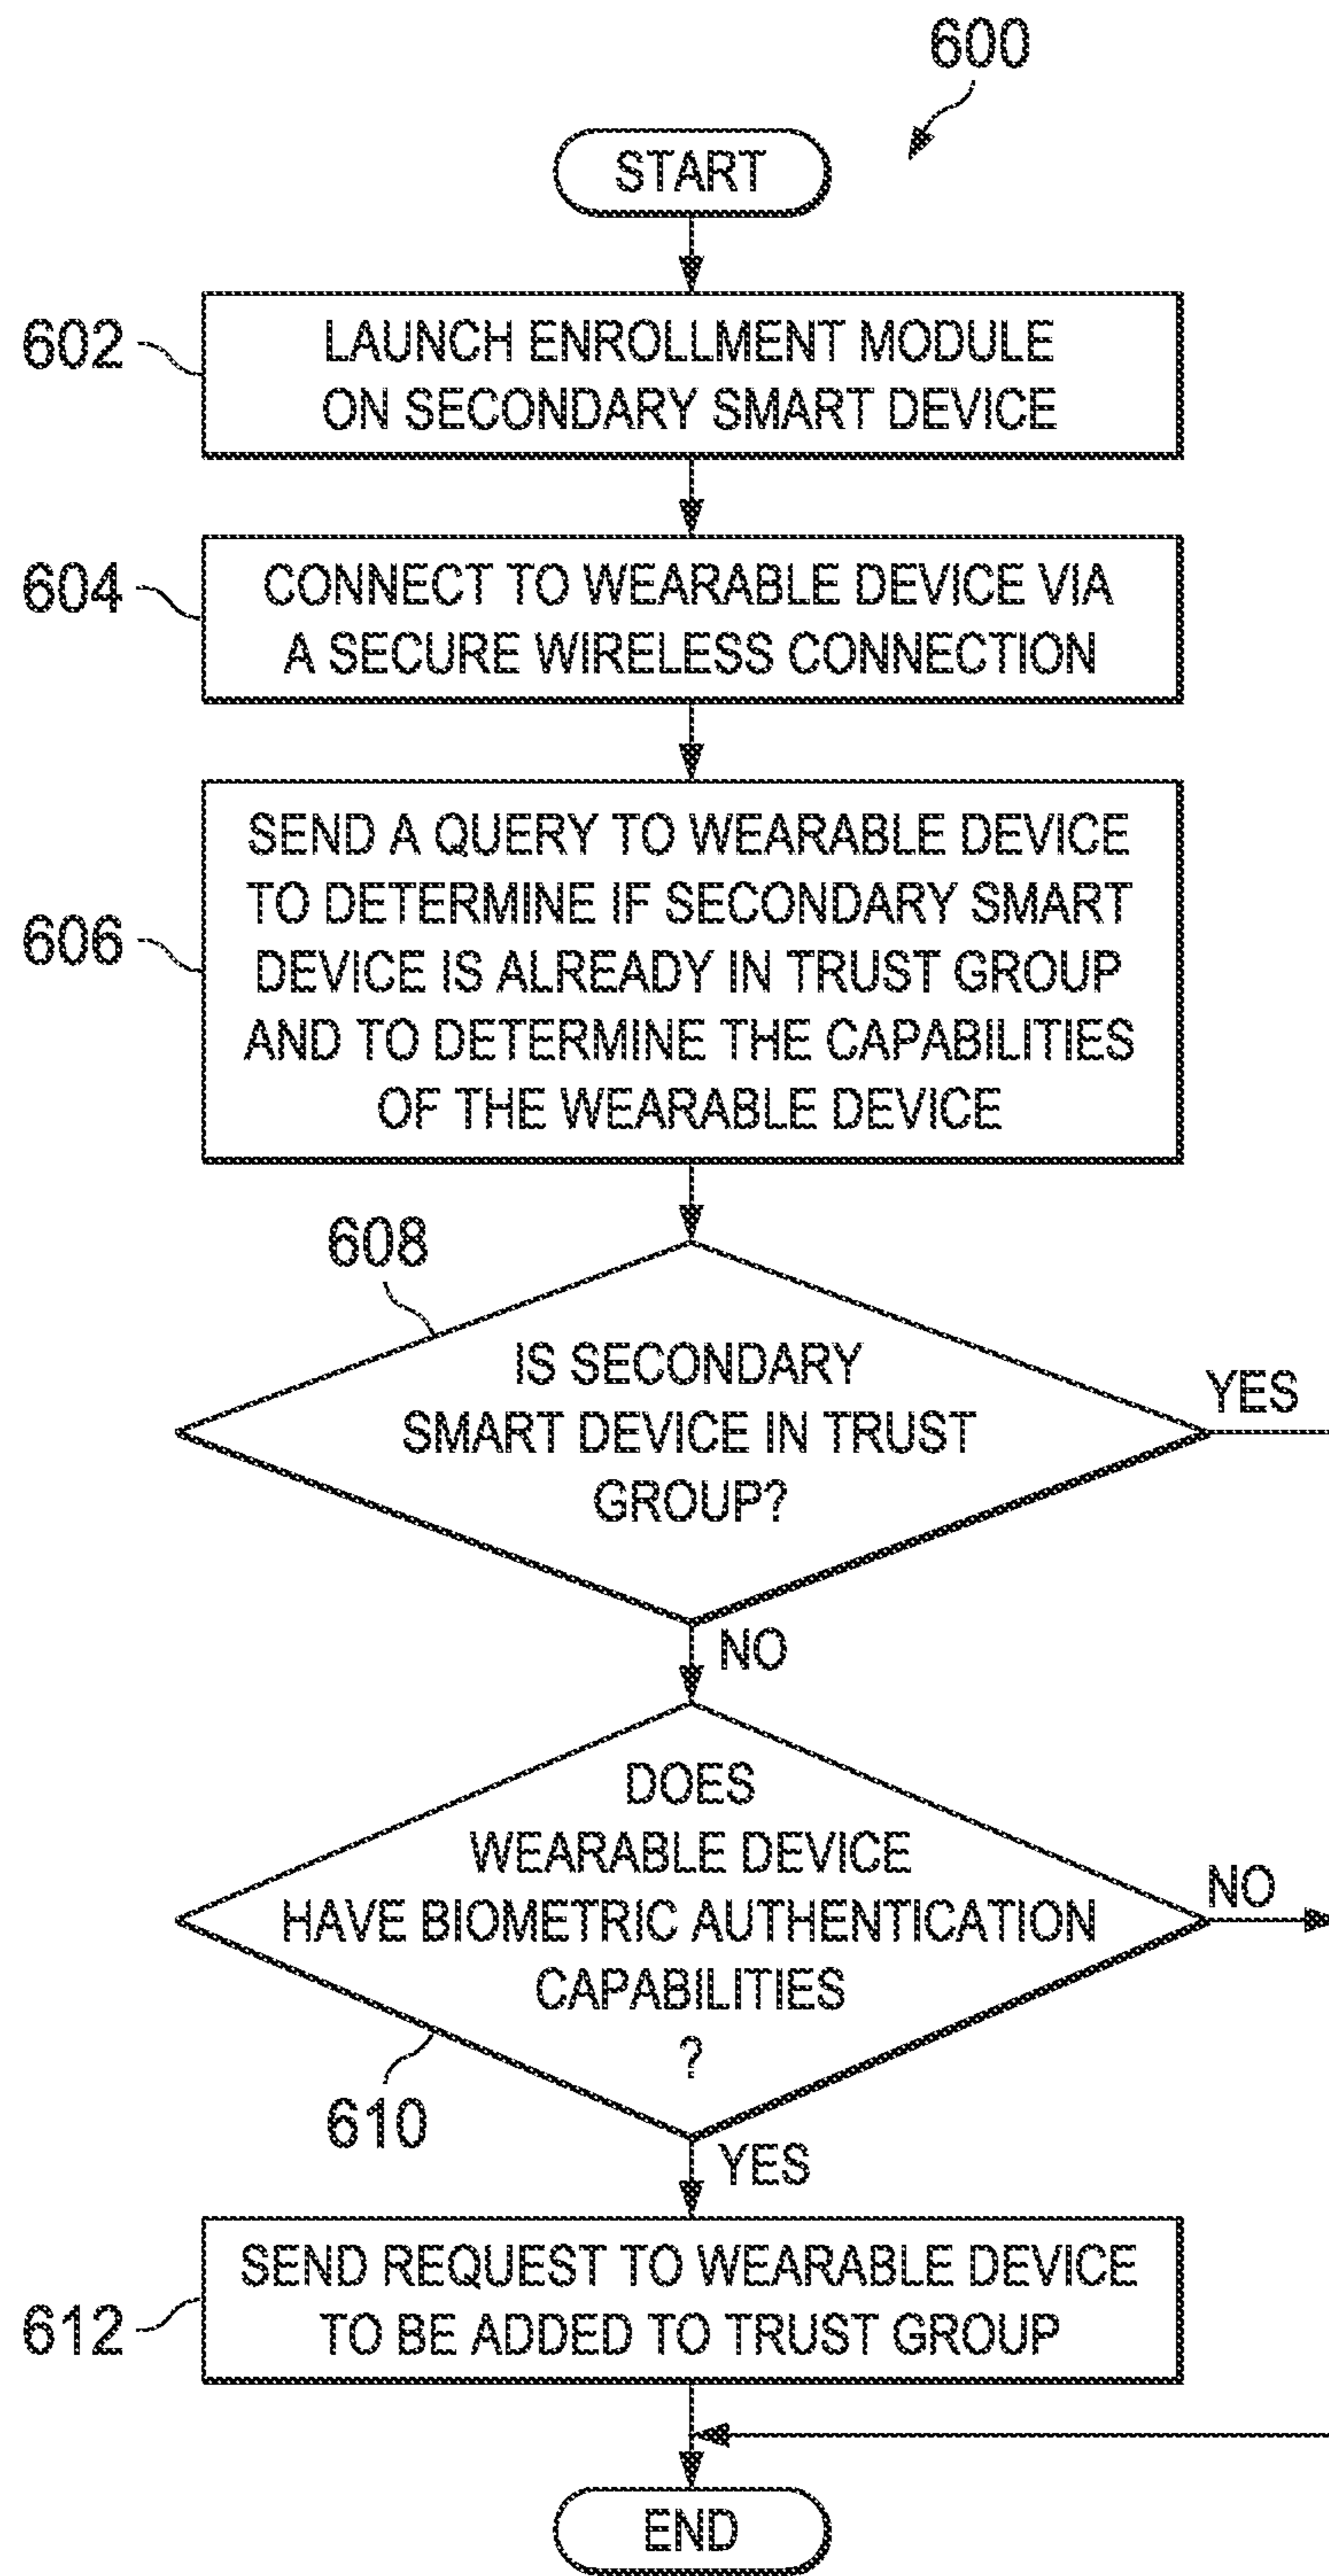 600
START
602
LAUNCH ENROLLMENT MODULE
ON SECONDARY SMART DEVICE
604
CONNECT TO WEARABLE DEVICE VIA
A SECURE WIRELESS CONNECTION
606
SEND A QUERY TO WEARABLE DEVICE
TO DETERMINE IF SECONDARY SMART
DEVICE IS ALREADY IN TRUST GROUP
AND TO DETERMINE THE CAPABILITIES
OF THE WEARABLE DEVICE
608
IS SECONDARY
SMART DEVICE IN TRUST
GROUP?
YES
NO
DOES
WEARABLE DEVICE
HAVE BIOMETRIC AUTHENTICATION
CAPABILITIES
?
NO
610
YES
612
SEND REQUEST TO WEARABLE DEVICE
TO BE ADDED TO TRUST GROUP
END